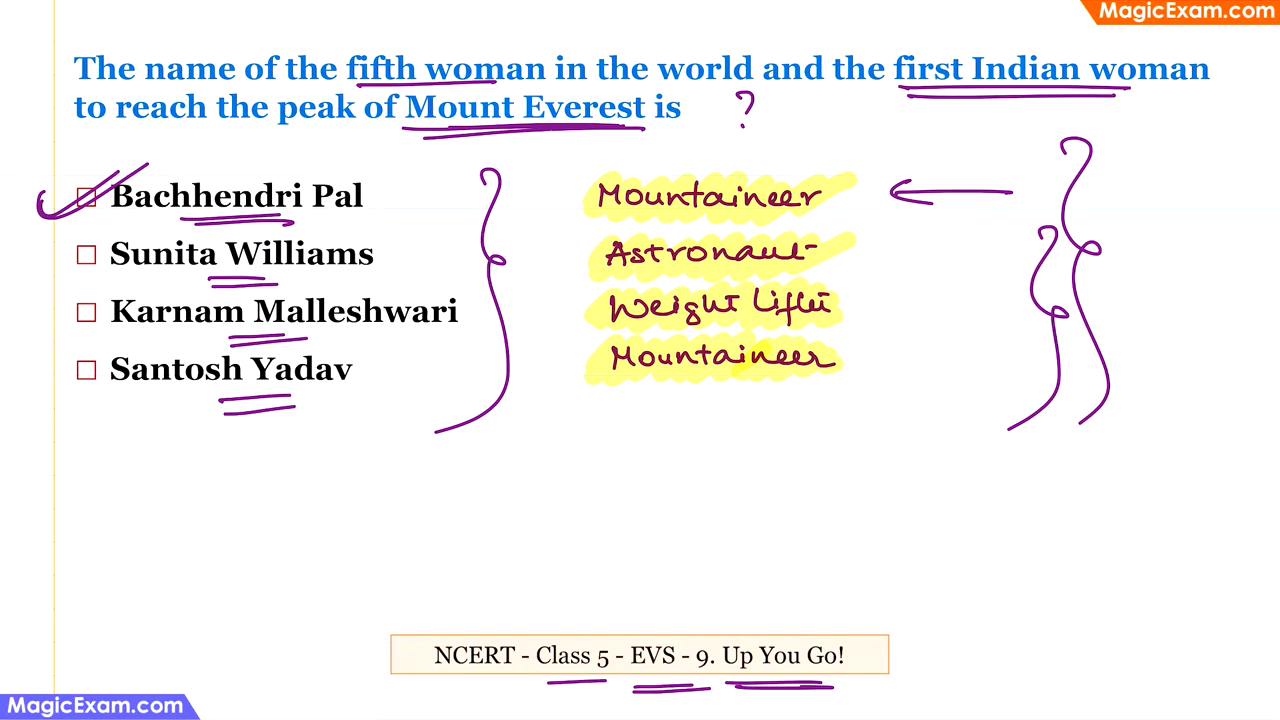 MagicExam.com
The name of the fifth woman in the world and the first Indian woman
to reach the peak of Mount Everest is ?
Bachhendri Pal Mountaineer
Sunita Williams Astronaut
Karnam Malleshwari Weight Lifter
Santosh Yadav Mountaineer
NCERT - Class 5 - EVS - 9. Up You Go!
MagicExam.com